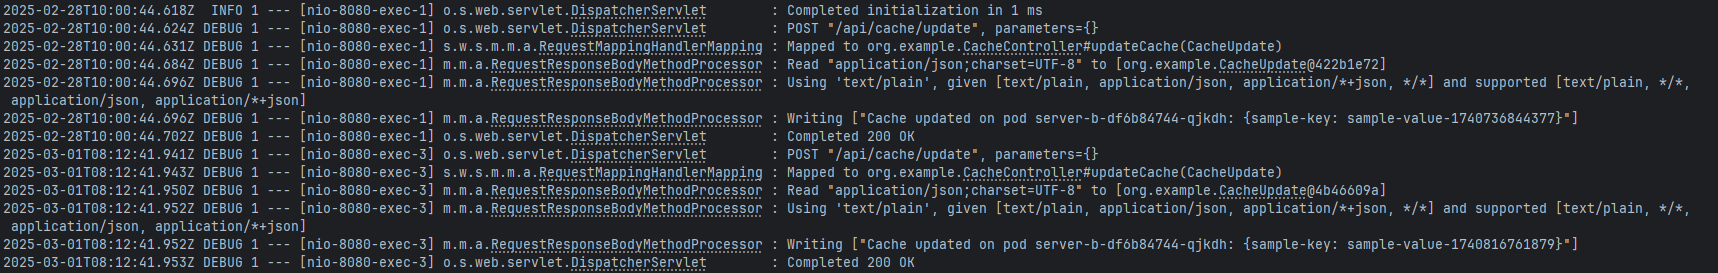 2025-02-28T10:00:44.618Z  INFO 1 --- [nio-8080-exec-1] o.s.web.servlet.DispatcherServlet        : Completed initialization in 1 ms
2025-02-28T10:00:44.624Z DEBUG 1 --- [nio-8080-exec-1] o.s.web.servlet.DispatcherServlet        : POST "/api/cache/update", parameters={}
2025-02-28T10:00:44.631Z DEBUG 1 --- [nio-8080-exec-1] s.w.s.m.m.a.RequestMappingHandlerMapping : Mapped to org.example.CacheController#updateCache(CacheUpdate)
2025-02-28T10:00:44.684Z DEBUG 1 --- [nio-8080-exec-1] m.m.a.RequestResponseBodyMethodProcessor : Read "application/json;charset=UTF-8" to [org.example.CacheUpdate@422b1e72]
2025-02-28T10:00:44.696Z DEBUG 1 --- [nio-8080-exec-1] m.m.a.RequestResponseBodyMethodProcessor : Using 'text/plain', given [text/plain, application/json, application/*+json, */*] and supported [text/plain, */*,
 application/json, application/*+json]
2025-02-28T10:00:44.696Z DEBUG 1 --- [nio-8080-exec-1] m.m.a.RequestResponseBodyMethodProcessor : Writing ["Cache updated on pod server-b-df6b84744-qjkdh: {sample-key: sample-value-1740736844377}"]
2025-02-28T10:00:44.702Z DEBUG 1 --- [nio-8080-exec-1] o.s.web.servlet.DispatcherServlet        : Completed 200 OK
2025-03-01T08:12:41.941Z DEBUG 1 --- [nio-8080-exec-3] o.s.web.servlet.DispatcherServlet        : POST "/api/cache/update", parameters={}
2025-03-01T08:12:41.943Z DEBUG 1 --- [nio-8080-exec-3] s.w.s.m.m.a.RequestMappingHandlerMapping : Mapped to org.example.CacheController#updateCache(CacheUpdate)
2025-03-01T08:12:41.950Z DEBUG 1 --- [nio-8080-exec-3] m.m.a.RequestResponseBodyMethodProcessor : Read "application/json;charset=UTF-8" to [org.example.CacheUpdate@4b46609a]
2025-03-01T08:12:41.952Z DEBUG 1 --- [nio-8080-exec-3] m.m.a.RequestResponseBodyMethodProcessor : Using 'text/plain', given [text/plain, application/json, application/*+json, */*] and supported [text/plain, */*,
 application/json, application/*+json]
2025-03-01T08:12:41.952Z DEBUG 1 --- [nio-8080-exec-3] m.m.a.RequestResponseBodyMethodProcessor : Writing ["Cache updated on pod server-b-df6b84744-qjkdh: {sample-key: sample-value-1740816761879}"]
2025-03-01T08:12:41.953Z DEBUG 1 --- [nio-8080-exec-3] o.s.web.servlet.DispatcherServlet        : Completed 200 OK